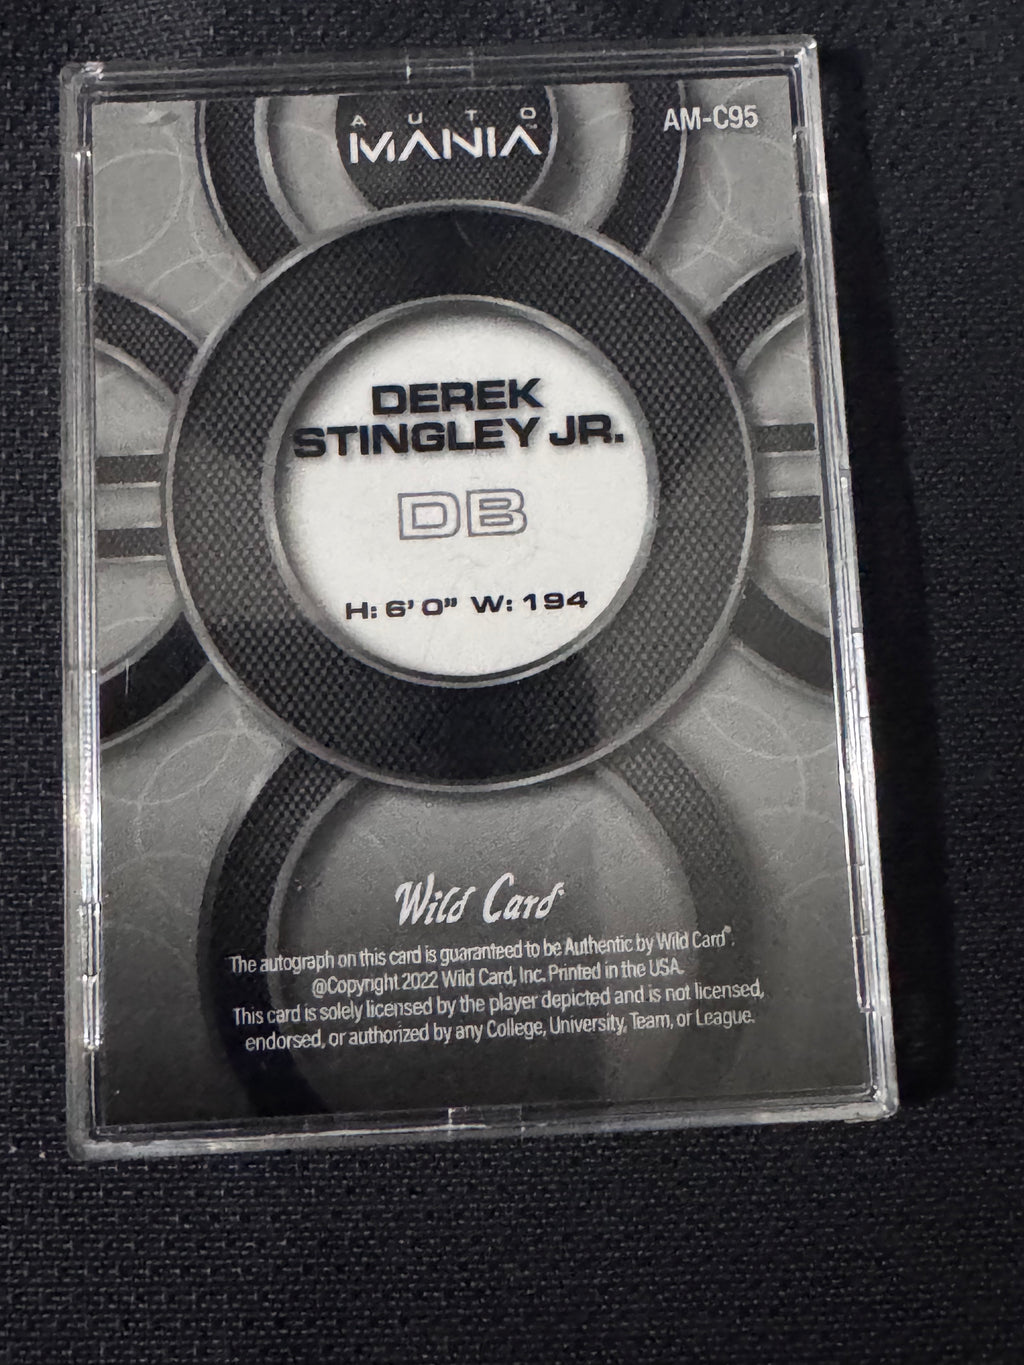 AUTO
MANIA™
AM-C95
DEREK
STINGLEY JR.
DB
H: 6' 0" W: 194
Wild Card®
The autograph on this card is guaranteed to be Authentic by Wild Card®.
@Copyright 2022 Wild Card, Inc. Printed in the USA.
This card is solely licensed by the player depicted and is not licensed,
endorsed, or authorized by any College, University, Team, or League.